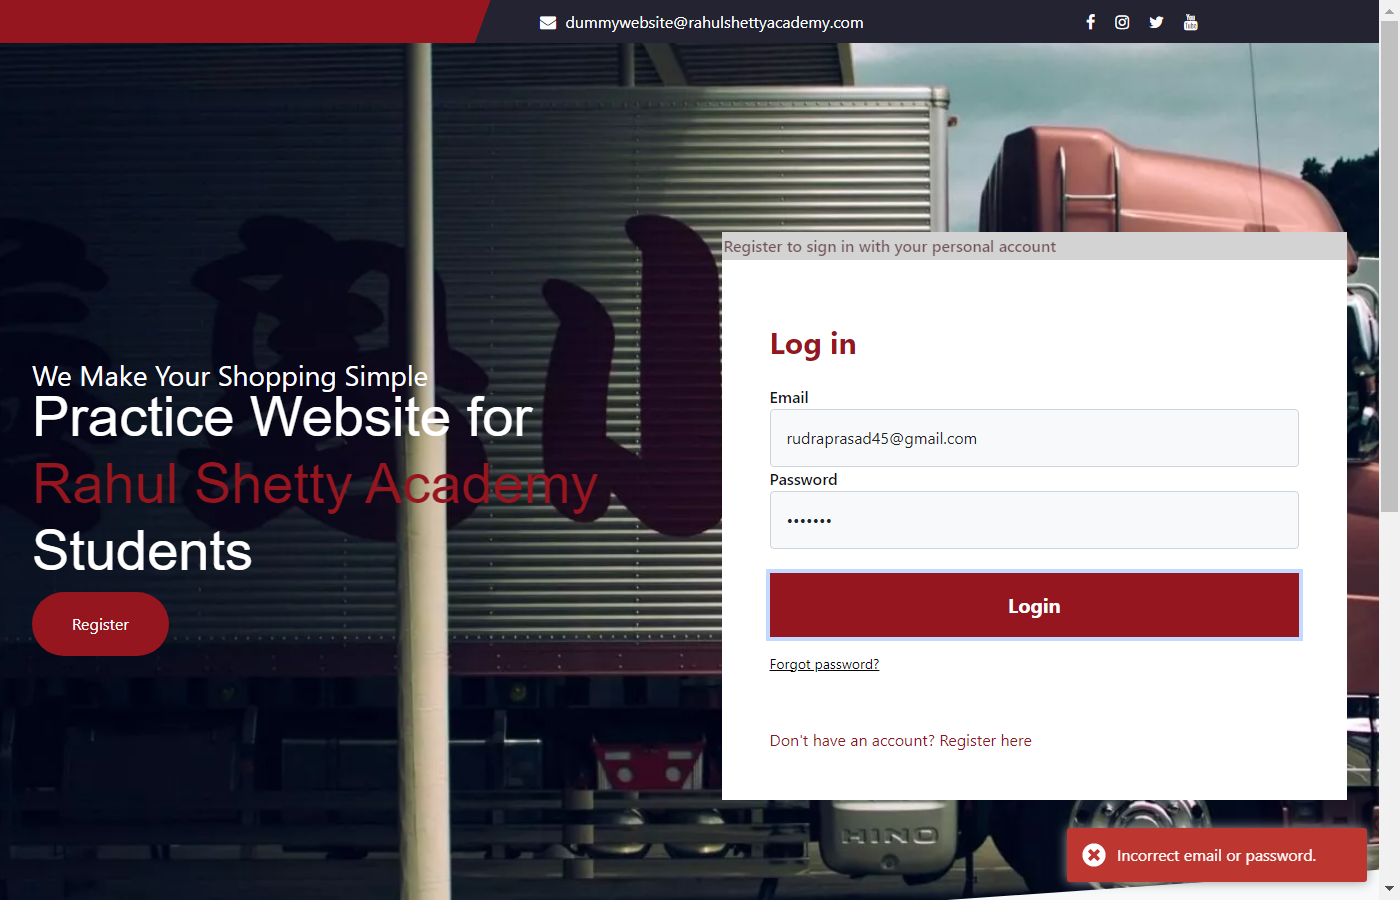 dummywebsite@rahulshettyacademy.com
Register to sign in with your personal account
We Make Your Shopping Simple
Practice Website for
Rahul Shetty Academy
Students
Register
Log in
Email
rudraprasad45@gmail.com
Password
•••••••
Login
Forgot password?
Don't have an account? Register here
HINO
Incorrect email or password.